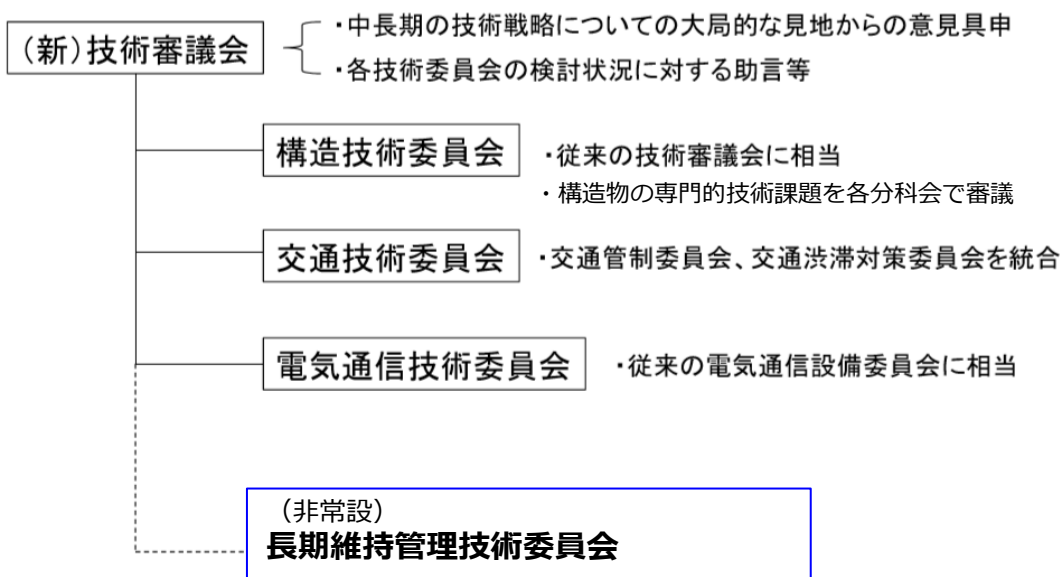 (新)技術審議会
・中長期の技術戦略についての大局的な見地からの意見具申
・各技術委員会の検討状況に対する助言等
構造技術委員会
・従来の技術審議会に相当
・構造物の専門的技術課題を各分科会で審議
交通技術委員会
・交通管制委員会、交通渋滞対策委員会を統合
電気通信技術委員会
・従来の電気通信設備委員会に相当
（非常設）
長期維持管理技術委員会